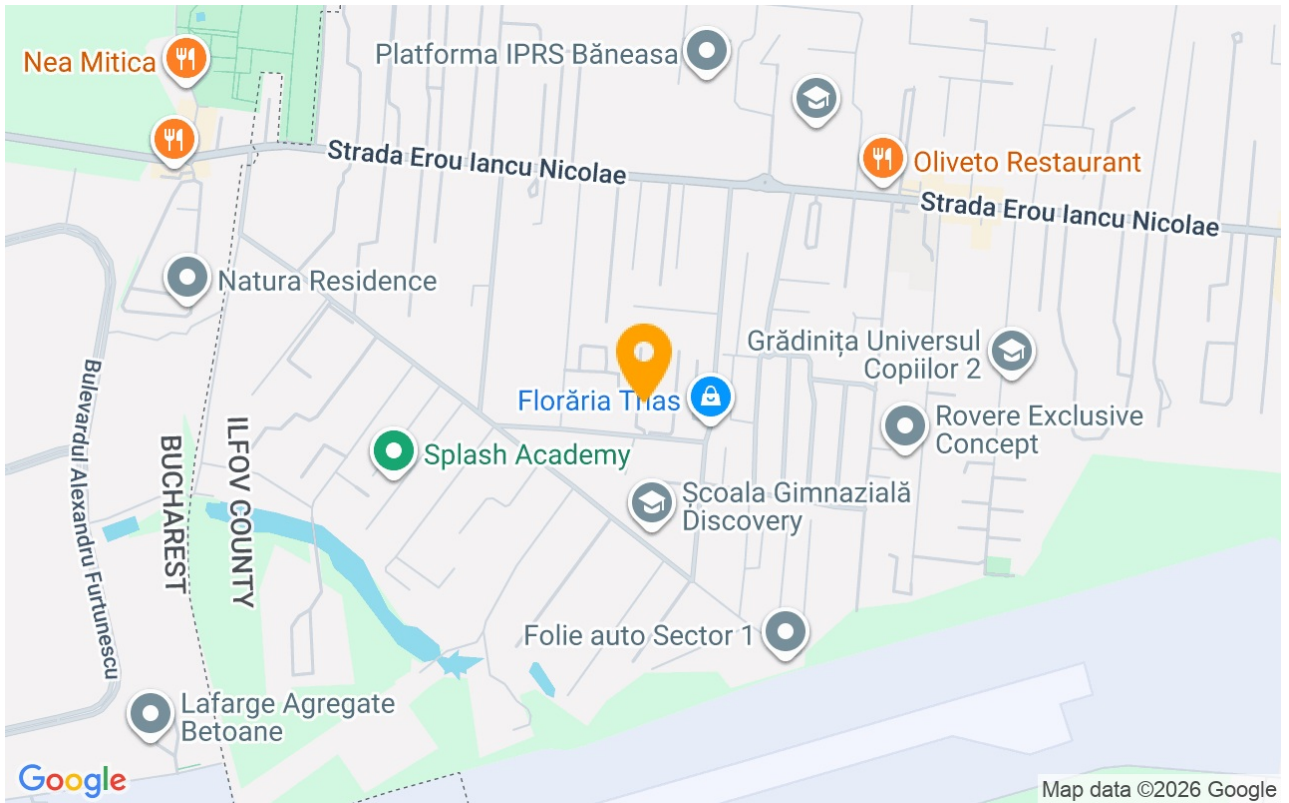 Nea Mitica
Platforma IPRS Băneasa
Strada Erou Iancu Nicolae
Oliveto Restaurant
Strada Erou Iancu Nicolae
Natura Residence
Grădinița Universul
Copiilor 2
Florăria Trias
Rovere Exclusive
Concept
Splash Academy
Școala Gimnazială
Discovery
Bulevardul Alexandru Furtunescu
BUCHAREST
ILFOV COUNTY
Folie auto Sector 1
Lafarge Agregate
Betoane
Google
Map data ©2026 Google